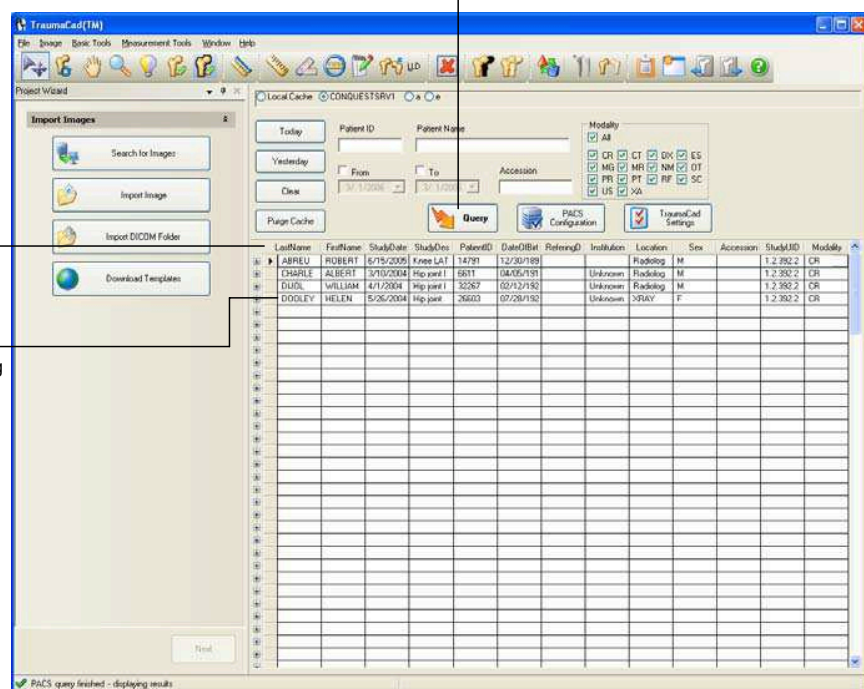 TraumaCad(TM)
File Image Basic Tools Measurement Tools Window Help
Project Wizard
Local Cache CONQUESTSRV1 a e
Import Images
Search for Images
Import Image
Import DICOM Folder
Download Templates
Next
Today Patient ID Patient Name Modality
All
Yesterday From To Accession
CR CT DX ES
MG MR NM OT
PR PT RF SC
US XA
3/ 1/2006 3/ 1/2006
Clear
Purge Cache Query PACS Configuration TraumaCad Settings
LastName FirstName StudyDate StudyDes PatientID DateOfBirt ReferringD Institution Location Sex Accession StudyUID Modality
ABREU ROBERT 6/15/2005 Knee LAT 14791 12/30/189 Radiolog M 1.2.392.2 CR
CHARLE ALBERT 3/10/2004 Hip joint l 6611 04/05/191 Unknown Radiolog M 1.2.392.2 CR
WILLIAM 4/1/2004 Hip joint l 32267 02/12/192 Unknown Radiolog M 1.2.392.2 CR
DOOLEY HELEN 5/26/2004 Hip joint 26603 07/28/192 Unknown XRAY F 1.2.392.2 CR
g
PACS query finished - displaying results